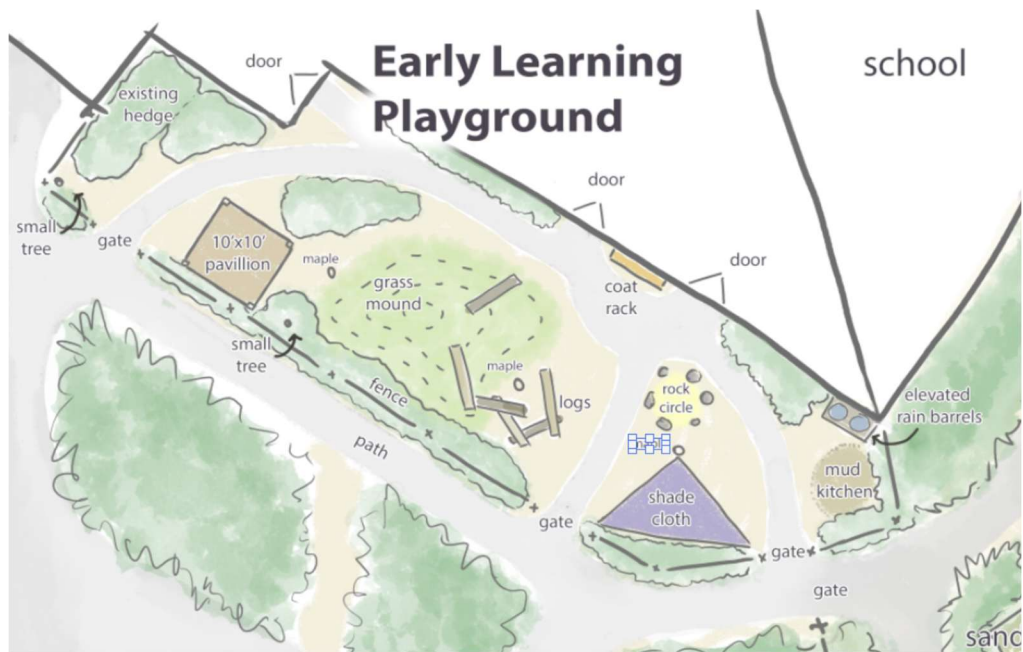 Early Learning
Playground
school
door
existing
hedge
small
tree
gate
10'x10'
pavillion
maple
grass
mound
door
coat
rack
door
small
tree
fence
path
maple
logs
rock
circle
elevated
rain barrels
mud
kitchen
shade
cloth
gate
gate
gate
sand